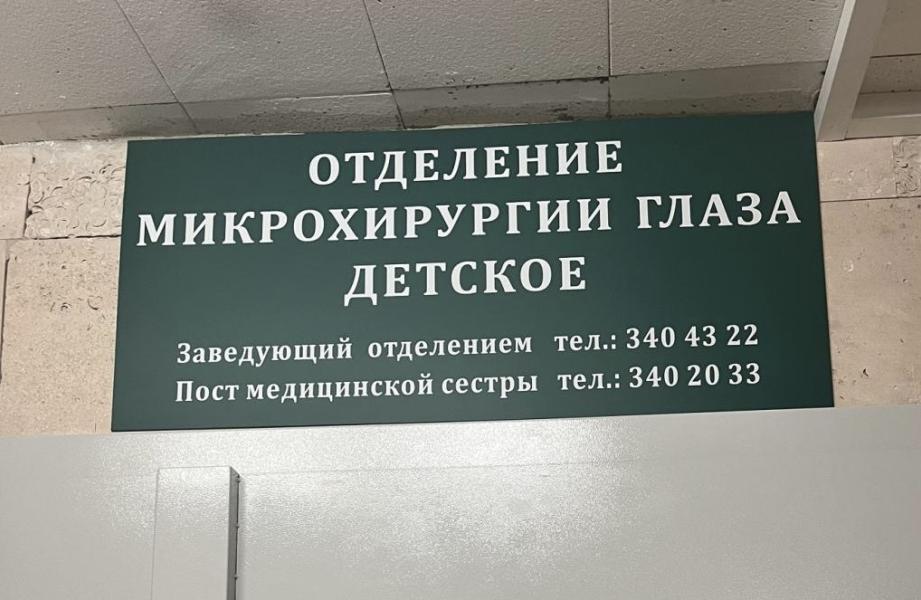 ОТДЕЛЕНИЕ
МИКРОХИРУРГИИ ГЛАЗА
ДЕТСКОЕ
Заведующий отделением тел.: 340 43 22
Пост медицинской сестры тел.: 340 20 33